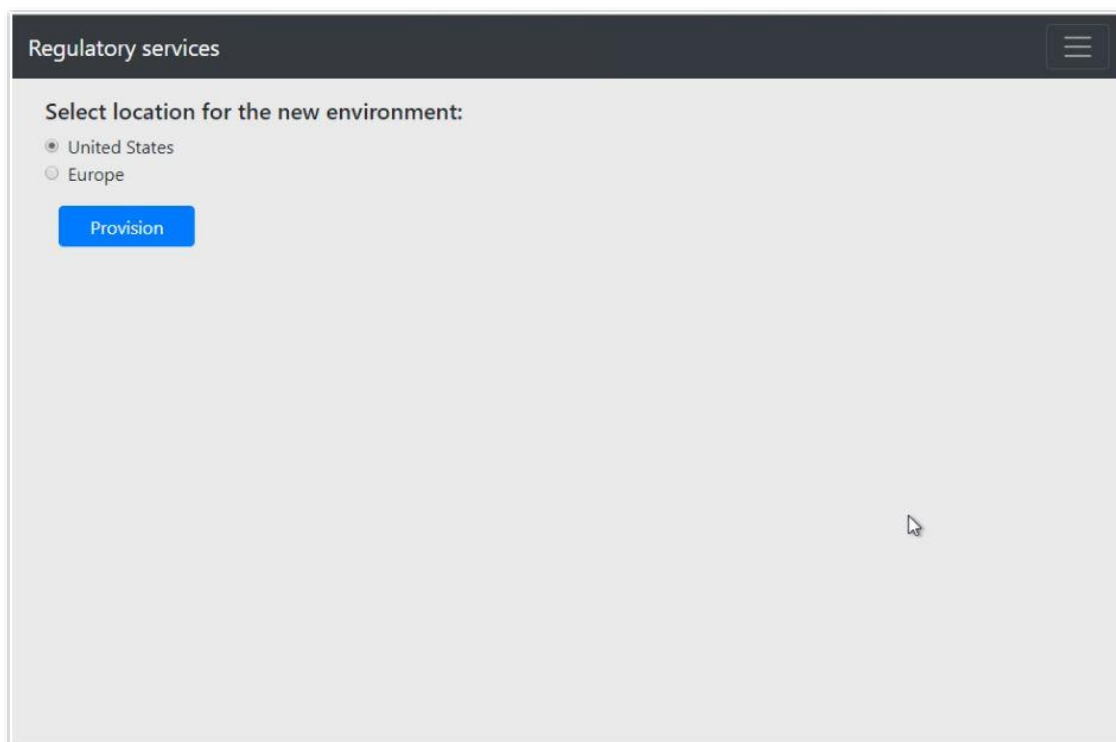 Regulatory services
Select location for the new environment:
United States
Europe
Provision